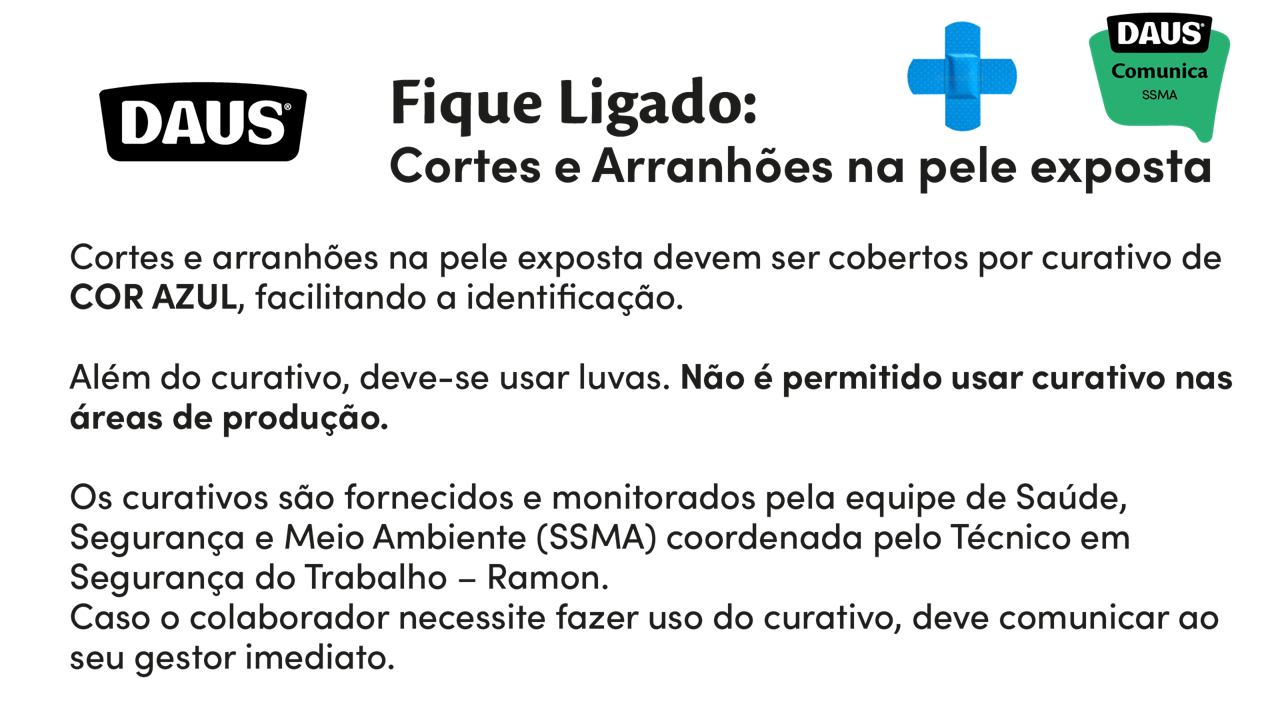 DAUS®
Fique Ligado:
Cortes e Arranhões na pele exposta
DAUS®
Comunica
SSMA
Cortes e arranhões na pele exposta devem ser cobertos por curativo de
COR AZUL, facilitando a identificação.
Além do curativo, deve-se usar luvas. Não é permitido usar curativo nas
áreas de produção.
Os curativos são fornecidos e monitorados pela equipe de Saúde,
Segurança e Meio Ambiente (SSMA) coordenada pelo Técnico em
Segurança do Trabalho – Ramon.
Caso o colaborador necessite fazer uso do curativo, deve comunicar ao
seu gestor imediato.